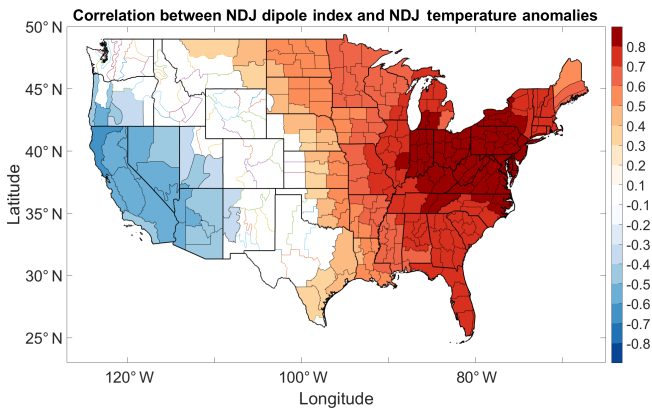 Correlation between NDJ dipole index and NDJ temperature anomalies
50° N
45° N
40° N
35° N
30° N
25° N
Latitude
120° W
100° W
80° W
Longitude
0.8
0.6
0.5
0.4
0.3
0.2
0.1
-0.1
-0.2
-0.3
-0.4
-0.5
-0.6
-0.7
-0.8